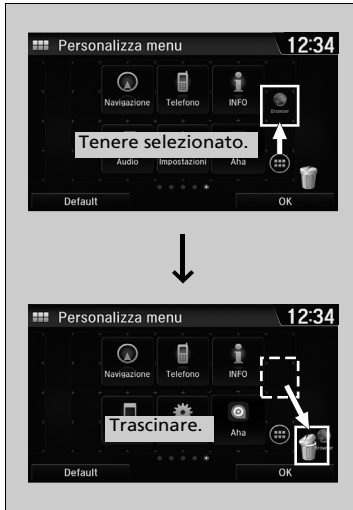 Personalizza menu 12:34
Navigazione Telefono INFO Browser
Tenere selezionato.
Audio Impostazioni Aha
Default OK
Personalizza menu 12:34
Navigazione Telefono INFO
Trascinare. Aha
Browser
Default OK